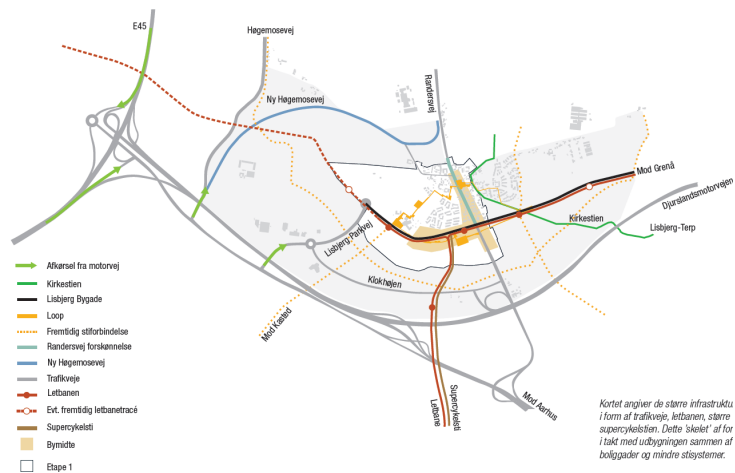 E45
Høgemosevej
Randersvej
Ny Høgemosevej
Mod Grenå
Djurslandsmotorvejen
Kirkestien
Lisbjerg-Terp
Lisbjerg Parkvej
Klokhøjen
Mod Kasted
Letbane
Supercykelsti
Mod Aarhus
Afkørsel fra motorvej
Kirkestien
Lisbjerg Bygade
Loop
Fremtidig stiforbindelse
Randersvej forskønnelse
Ny Høgemosevej
Trafikveje
Letbanen
Evt. fremtidig letbanetracé
Supercykelsti
Bymidte
Etape 1
Kortet angiver de større infrastruktu
i form af trafikveje, letbanen, større
supercykelstien. Dette 'skelet' af for
i takt med udbygningen sammen af
boliggader og mindre stisystemer.